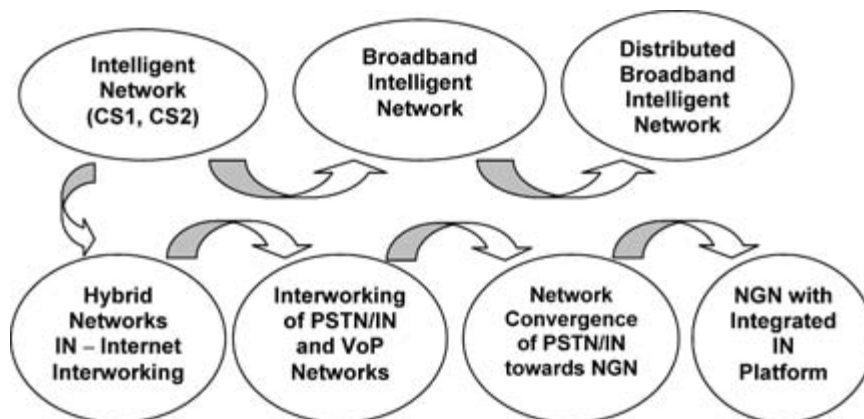 Intelligent
Network
(CS1, CS2)
Broadband
Intelligent
Network
Distributed
Broadband
Intelligent
Network
Hybrid
Networks
IN – Internet
Interworking
Interworking
of PSTN/IN
and VoP
Networks
Network
Convergence
of PSTN/IN
towards NGN
NGN with
Integrated
IN
Platform